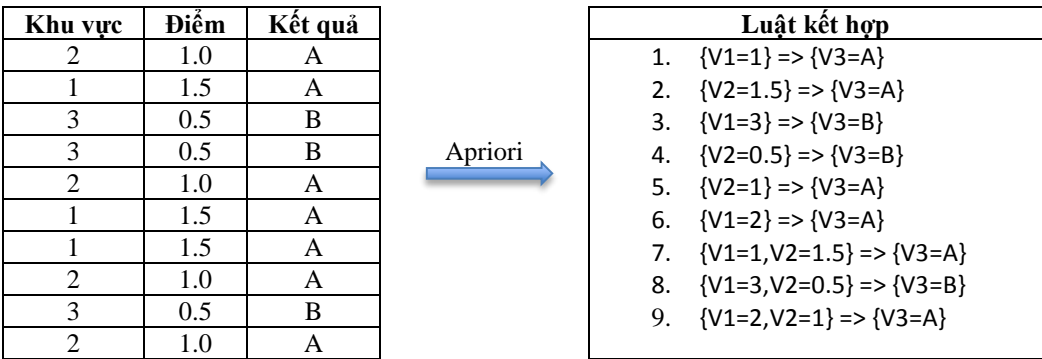 Khu vực Điểm Kết quả
2 1.0 A
1 1.5 A
3 0.5 B
3 0.5 B
2 1.0 A
1 1.5 A
1 1.5 A
2 1.0 A
3 0.5 B
2 1.0 A
Apriori
Luật kết hợp
1. {V1=1} => {V3=A}
2. {V2=1.5} => {V3=A}
3. {V1=3} => {V3=B}
4. {V2=0.5} => {V3=B}
5. {V2=1} => {V3=A}
6. {V1=2} => {V3=A}
7. {V1=1,V2=1.5} => {V3=A}
8. {V1=3,V2=0.5} => {V3=B}
9. {V1=2,V2=1} => {V3=A}